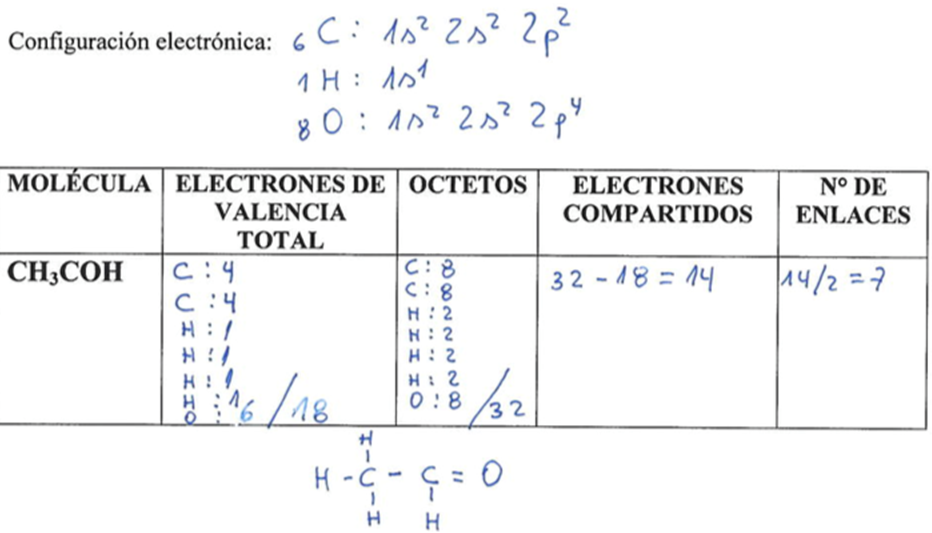 Configuración electrónica: ₆C : 1s² 2s² 2p²
₁H : 1s¹
₈O : 1s² 2s² 2p⁴
MOLÉCULA ELECTRONES DE VALENCIA TOTAL OCTETOS ELECTRONES COMPARTIDOS Nº DE ENLACES
CH₃COH
C : 4
C : 4
H : 1
H : 1
H : 1
H : 1
O : 6 / 18
C : 8
C : 8
H : 2
H : 2
H : 2
H : 2
O : 8 / 32
32 - 18 = 14
14/2 = 7
H
H - C - C = O
H H